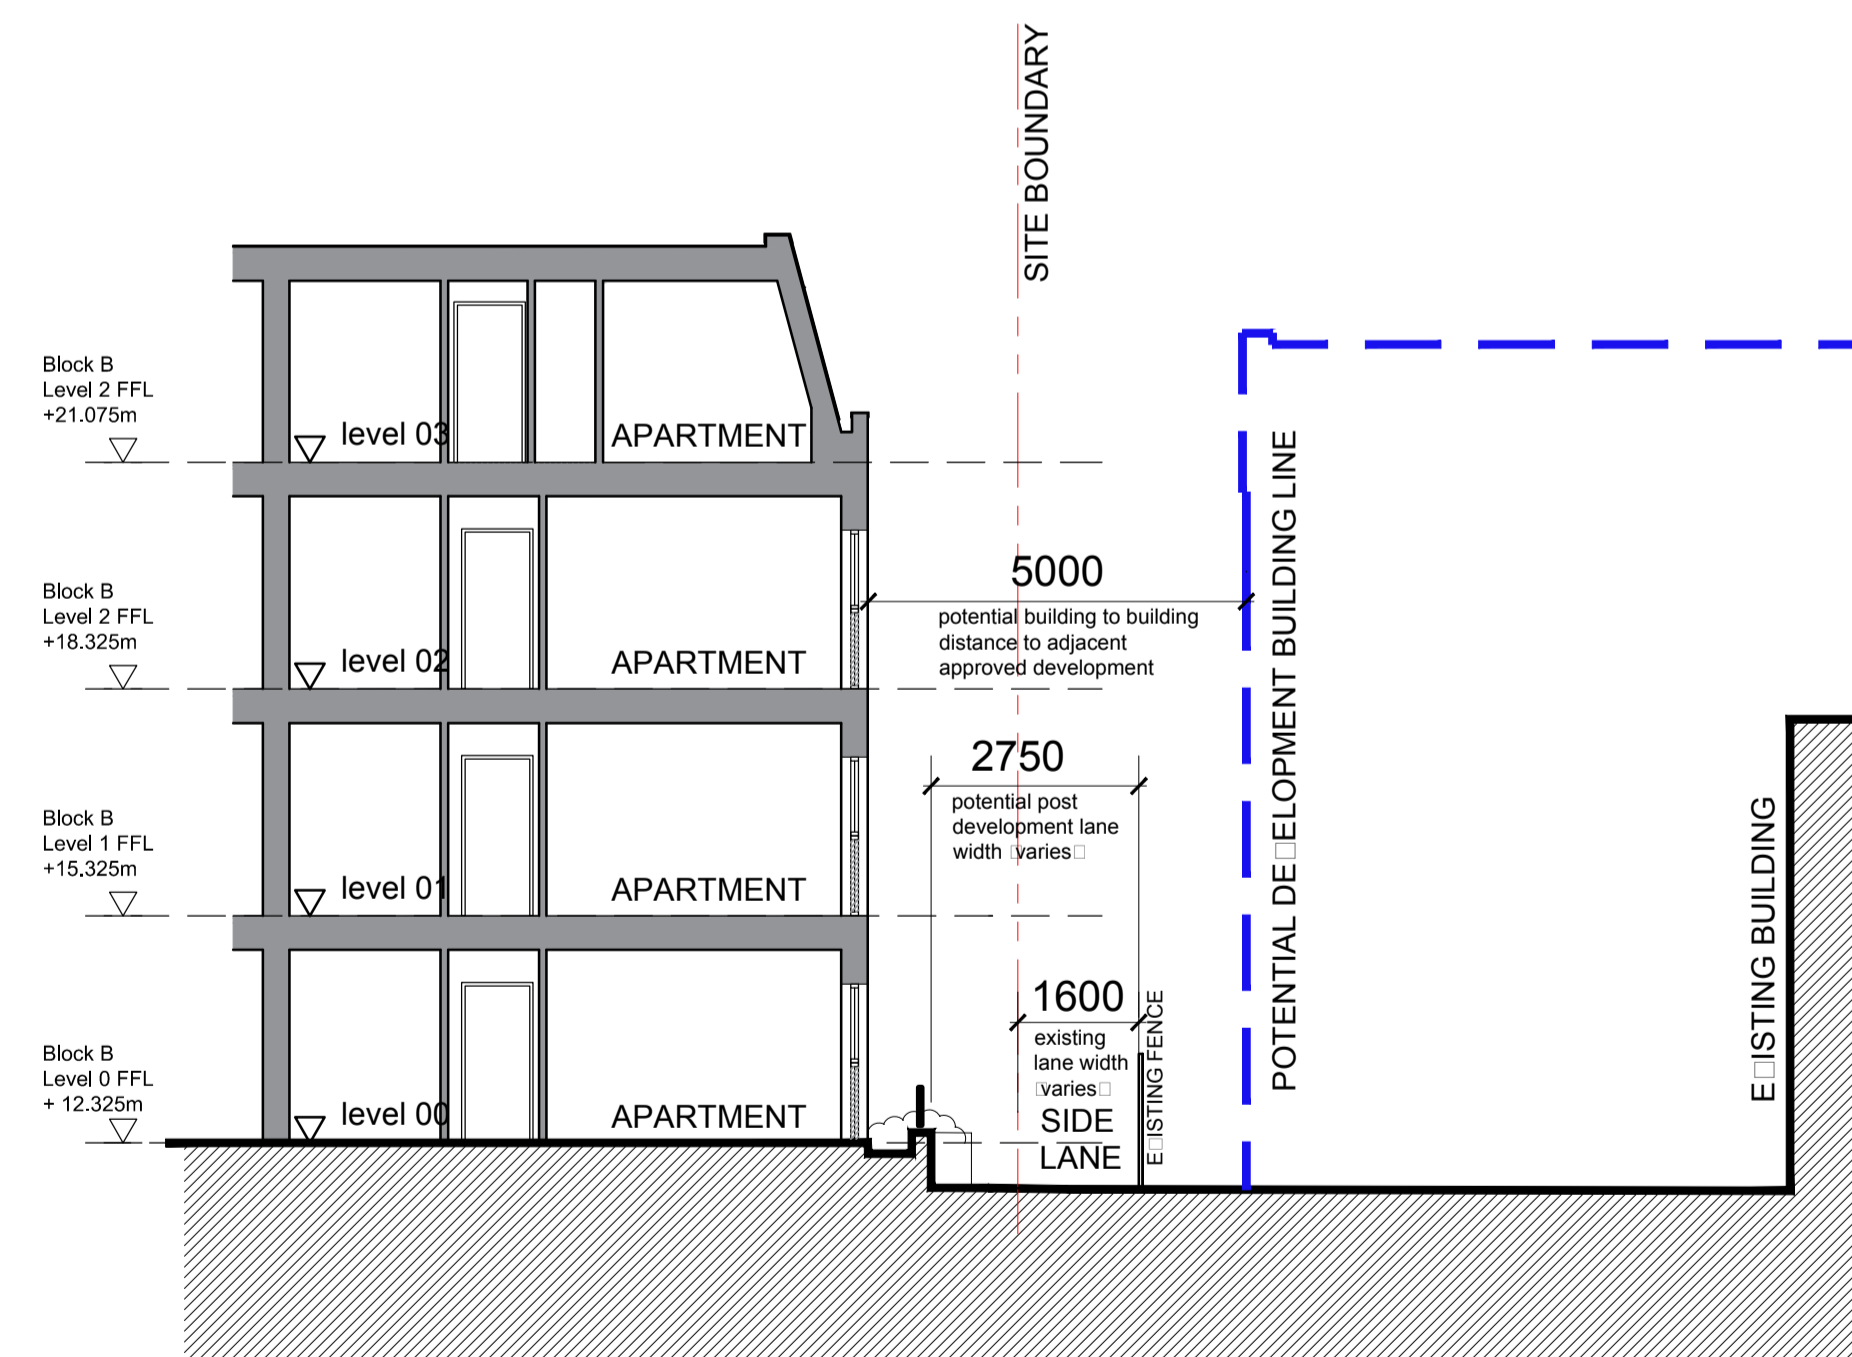 SITE BOUNDARY
Block B
Level 2 FFL
+21.075m
level 03
APARTMENT
Block B
Level 2 FFL
+18.325m
level 02
APARTMENT
5000
potential building to building
distance to adjacent
approved development
POTENTIAL DE□ELOPMENT BUILDING LINE
2750
potential post
development lane
width □varies□
Block B
Level 1 FFL
+15.325m
level 01
APARTMENT
E□ISTING BUILDING
1600
existing
lane width
□varies□
SIDE
LANE
E□ISTING FENCE
Block B
Level 0 FFL
+ 12.325m
level 00
APARTMENT